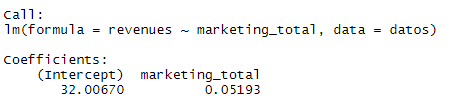 Call:
lm(formula = revenues ~ marketing_total, data = datos)
Coefficients:
(Intercept) marketing_total
32.00670 0.05193